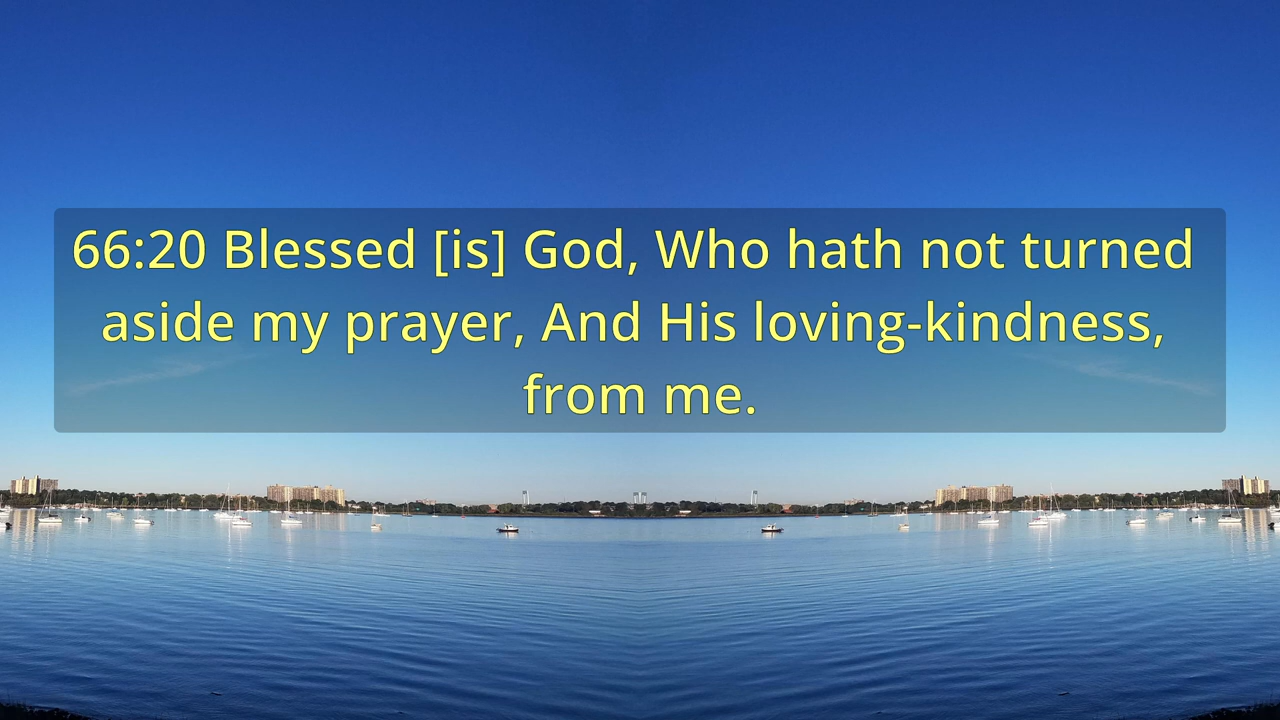 66:20 Blessed [is] God, Who hath not turned
aside my prayer, And His loving-kindness,
from me.